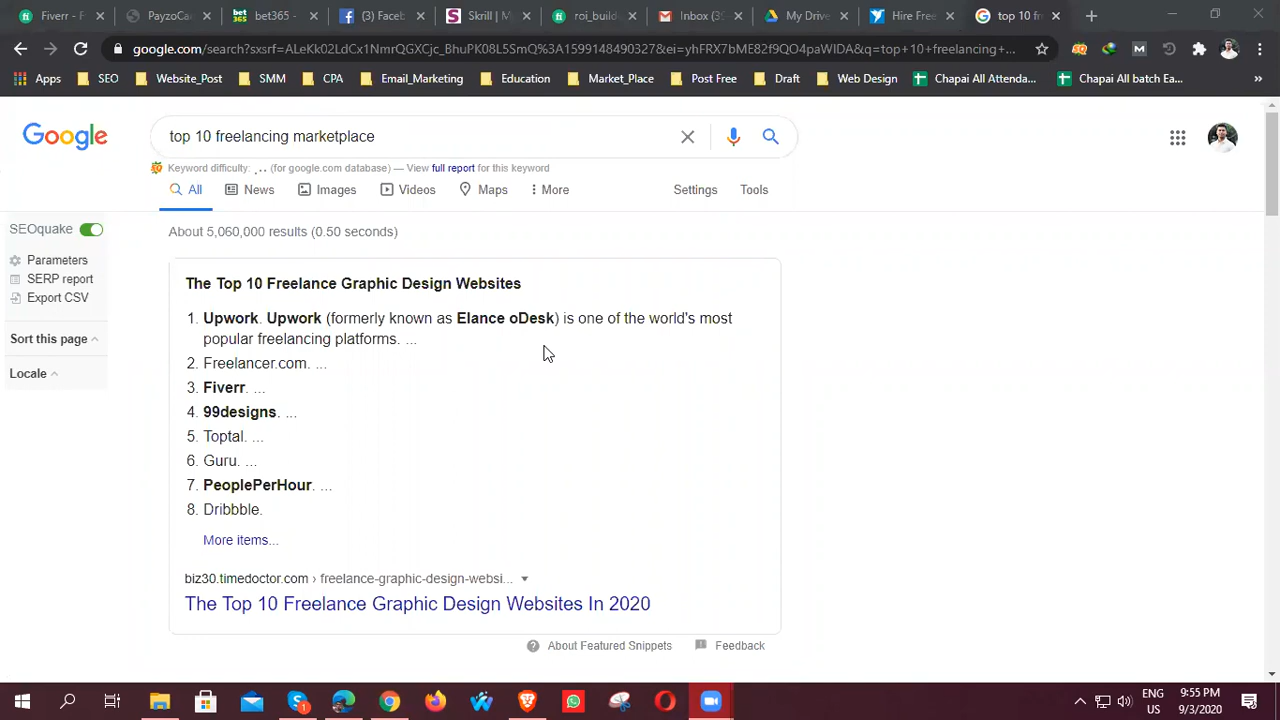 Fiverr - F
PayzoCa
bet365 -
(3) Faceb
Skrill | M
roi_build
Inbox (3
My Drive
Hire Free
top 10 fr
google.com/search?sxsrf=ALeKk02LdCx1NmrQGXCjc_BhuPK08L5SmQ%3A1599148490327&ei=yhFRX7bME82f9QO4paWIDA&q=top+10+freelancing+...
Apps
SEO
Website_Post
SMM
CPA
Email_Marketing
Education
Market_Place
Post Free
Draft
Web Design
Chapai All Attenda...
Chapai All batch Ea...
»
Google
top 10 freelancing marketplace
Keyword difficulty: . . (for google.com database) — View full report for this keyword
All
News
Images
Videos
Maps
More
Settings
Tools
SEOquake
Parameters
SERP report
Export CSV
Sort this page
Locale
About 5,060,000 results (0.50 seconds)
The Top 10 Freelance Graphic Design Websites
1. Upwork. Upwork (formerly known as Elance oDesk) is one of the world's most
popular freelancing platforms. ...
2. Freelancer.com. ...
3. Fiverr. ...
4. 99designs. ...
5. Toptal. ...
6. Guru. ...
7. PeoplePerHour. ...
8. Dribbble.
More items...
biz30.timedoctor.com › freelance-graphic-design-websi...
The Top 10 Freelance Graphic Design Websites In 2020
About Featured Snippets
Feedback
ENG
US
9:55 PM
9/3/2020